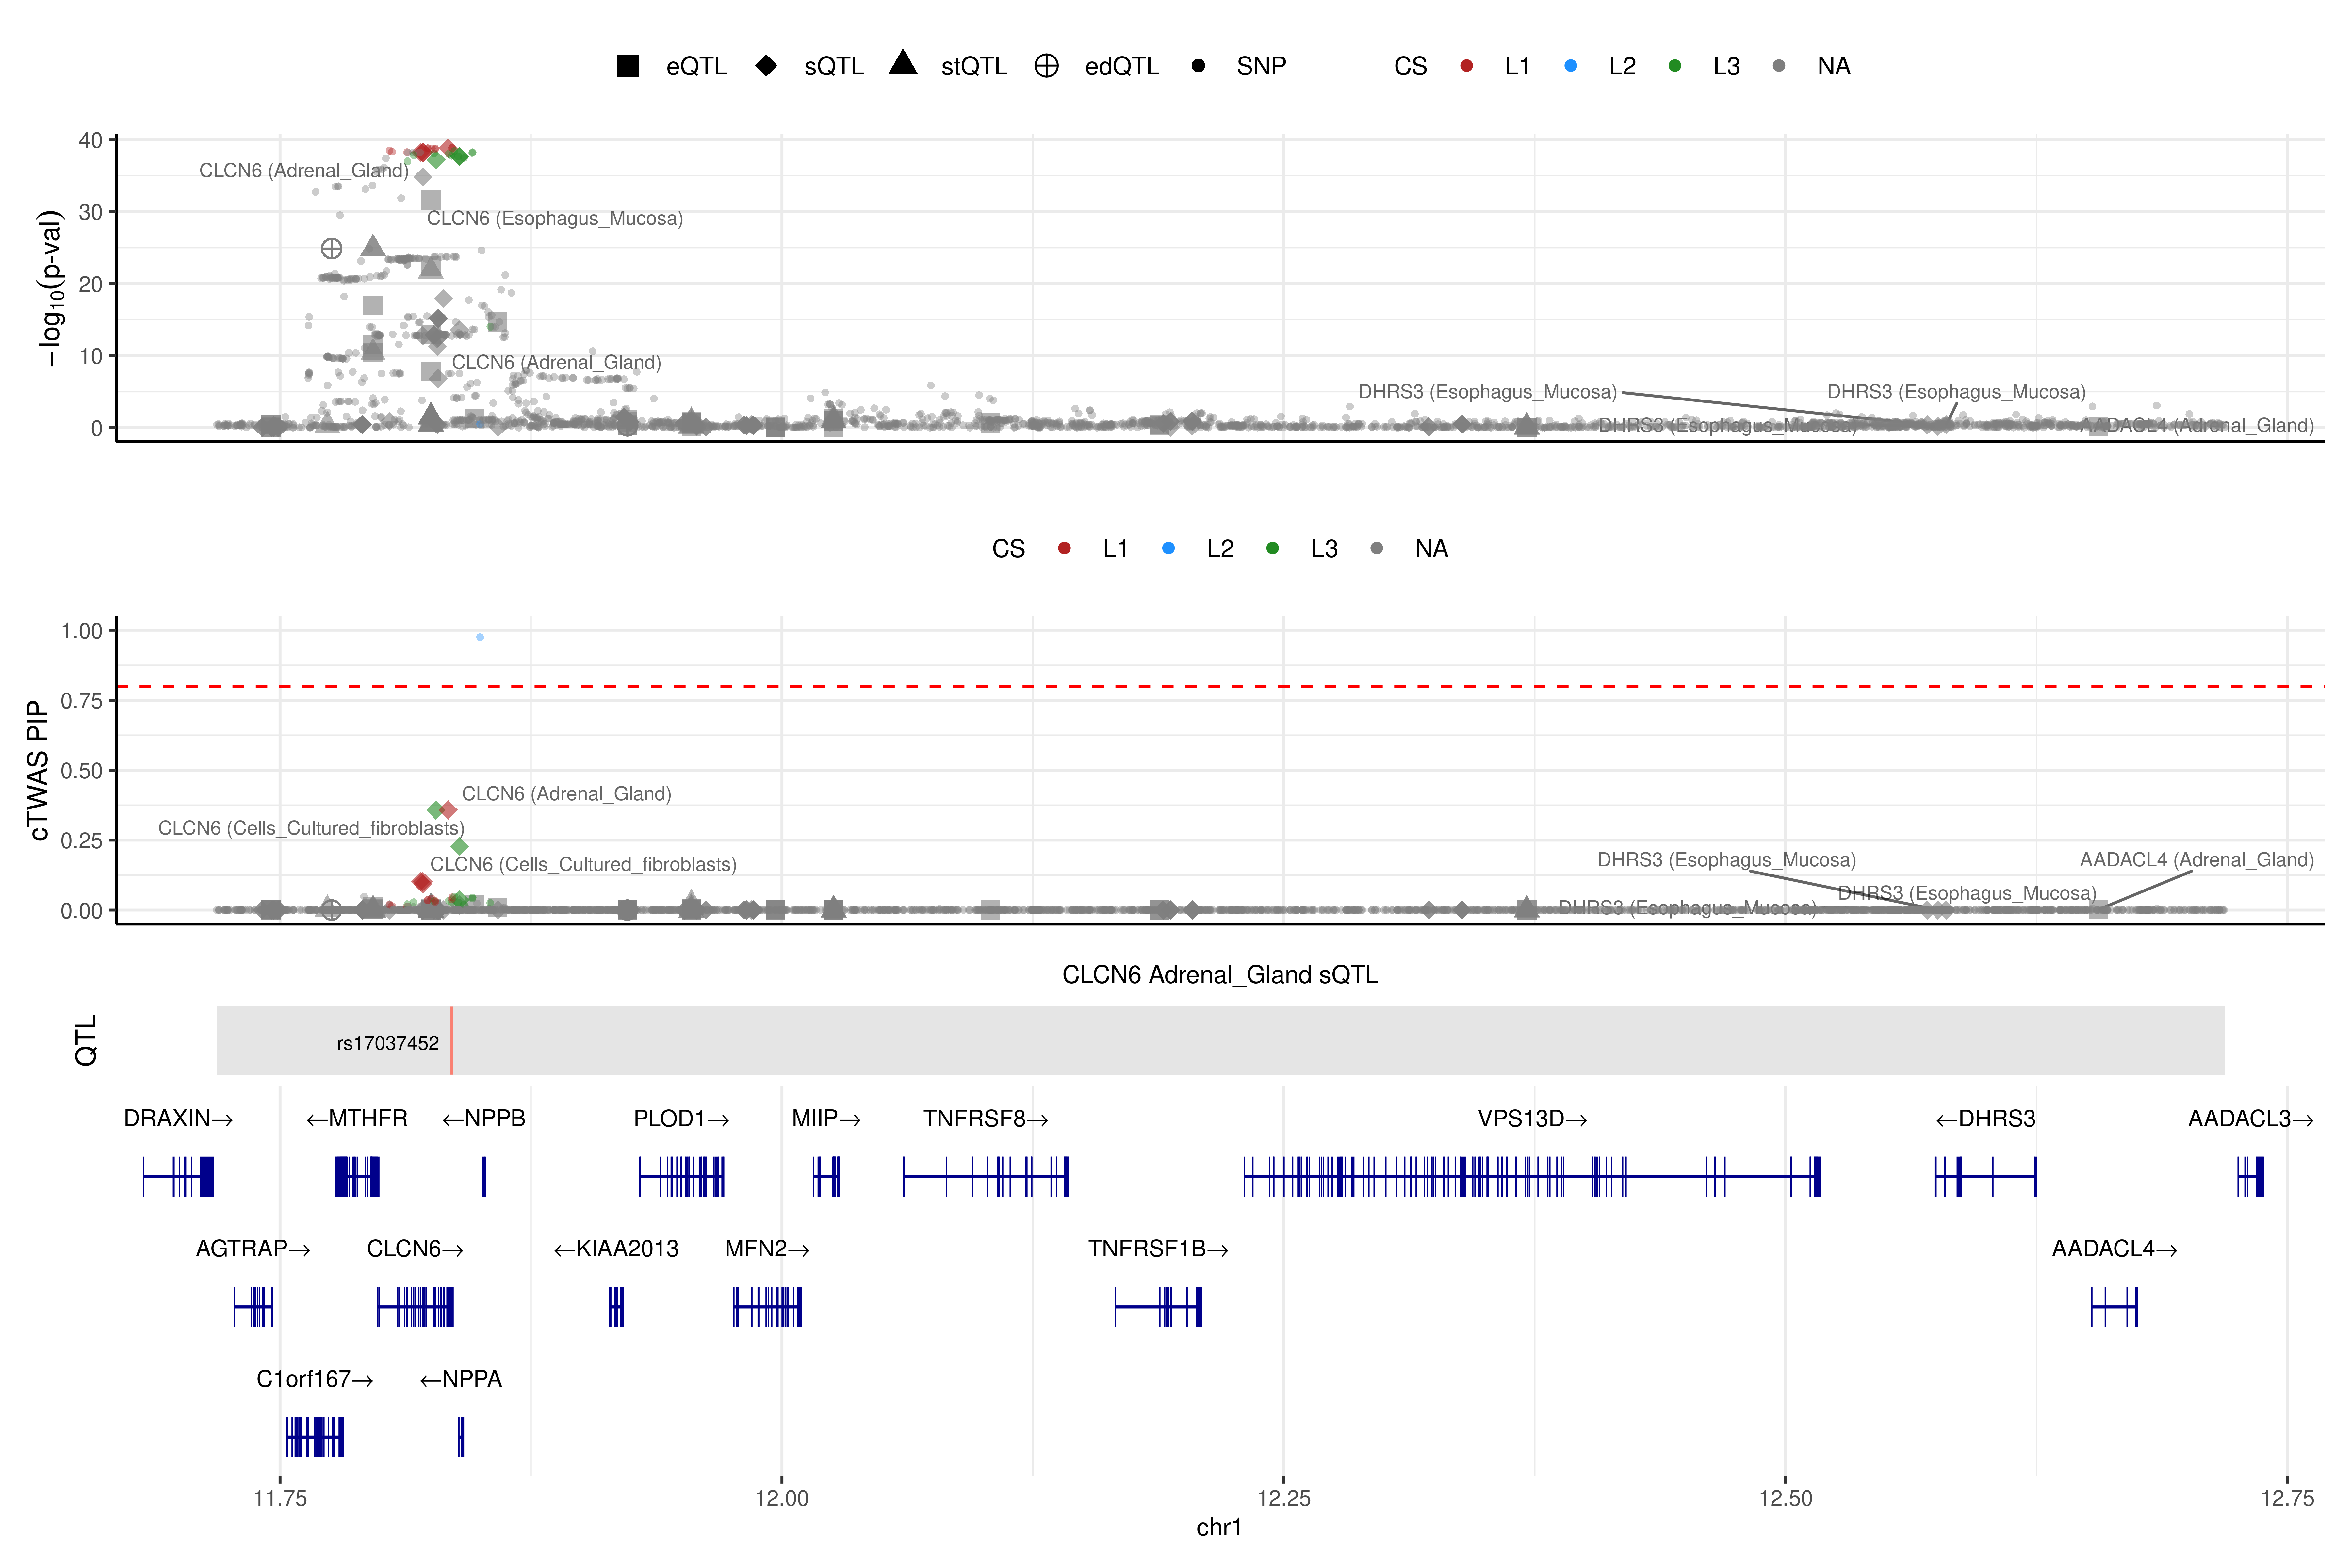 eQTL sQTL stQTL edQTL SNP CS L1 L2 L3 NA
−log10(p-val)
40
30
20
10
0
CLCN6 (Adrenal_Gland)
CLCN6 (Esophagus_Mucosa)
CLCN6 (Adrenal_Gland)
DHRS3 (Esophagus_Mucosa) DHRS3 (Esophagus_Mucosa)
DHRS3 (Esophagus_Mucosa) AADACL4 (Adrenal_Gland)
CS L1 L2 L3 NA
cTWAS PIP
1.00
0.75
0.50
0.25
0.00
CLCN6 (Adrenal_Gland)
CLCN6 (Cells_Cultured_fibroblasts)
CLCN6 (Cells_Cultured_fibroblasts)
DHRS3 (Esophagus_Mucosa) AADACL4 (Adrenal_Gland)
DHRS3 (Esophagus_Mucosa)
DHRS3 (Esophagus_Mucosa)
CLCN6 Adrenal_Gland sQTL
QTL
rs17037452
DRAXIN→ ←MTHFR ←NPPB PLOD1→ MIIP→ TNFRSF8→ VPS13D→ ←DHRS3 AADACL3→
AGTRAP→ CLCN6→ ←KIAA2013 MFN2→ TNFRSF1B→ AADACL4→
C1orf167→ ←NPPA
11.75 12.00 12.25 12.50 12.75
chr1